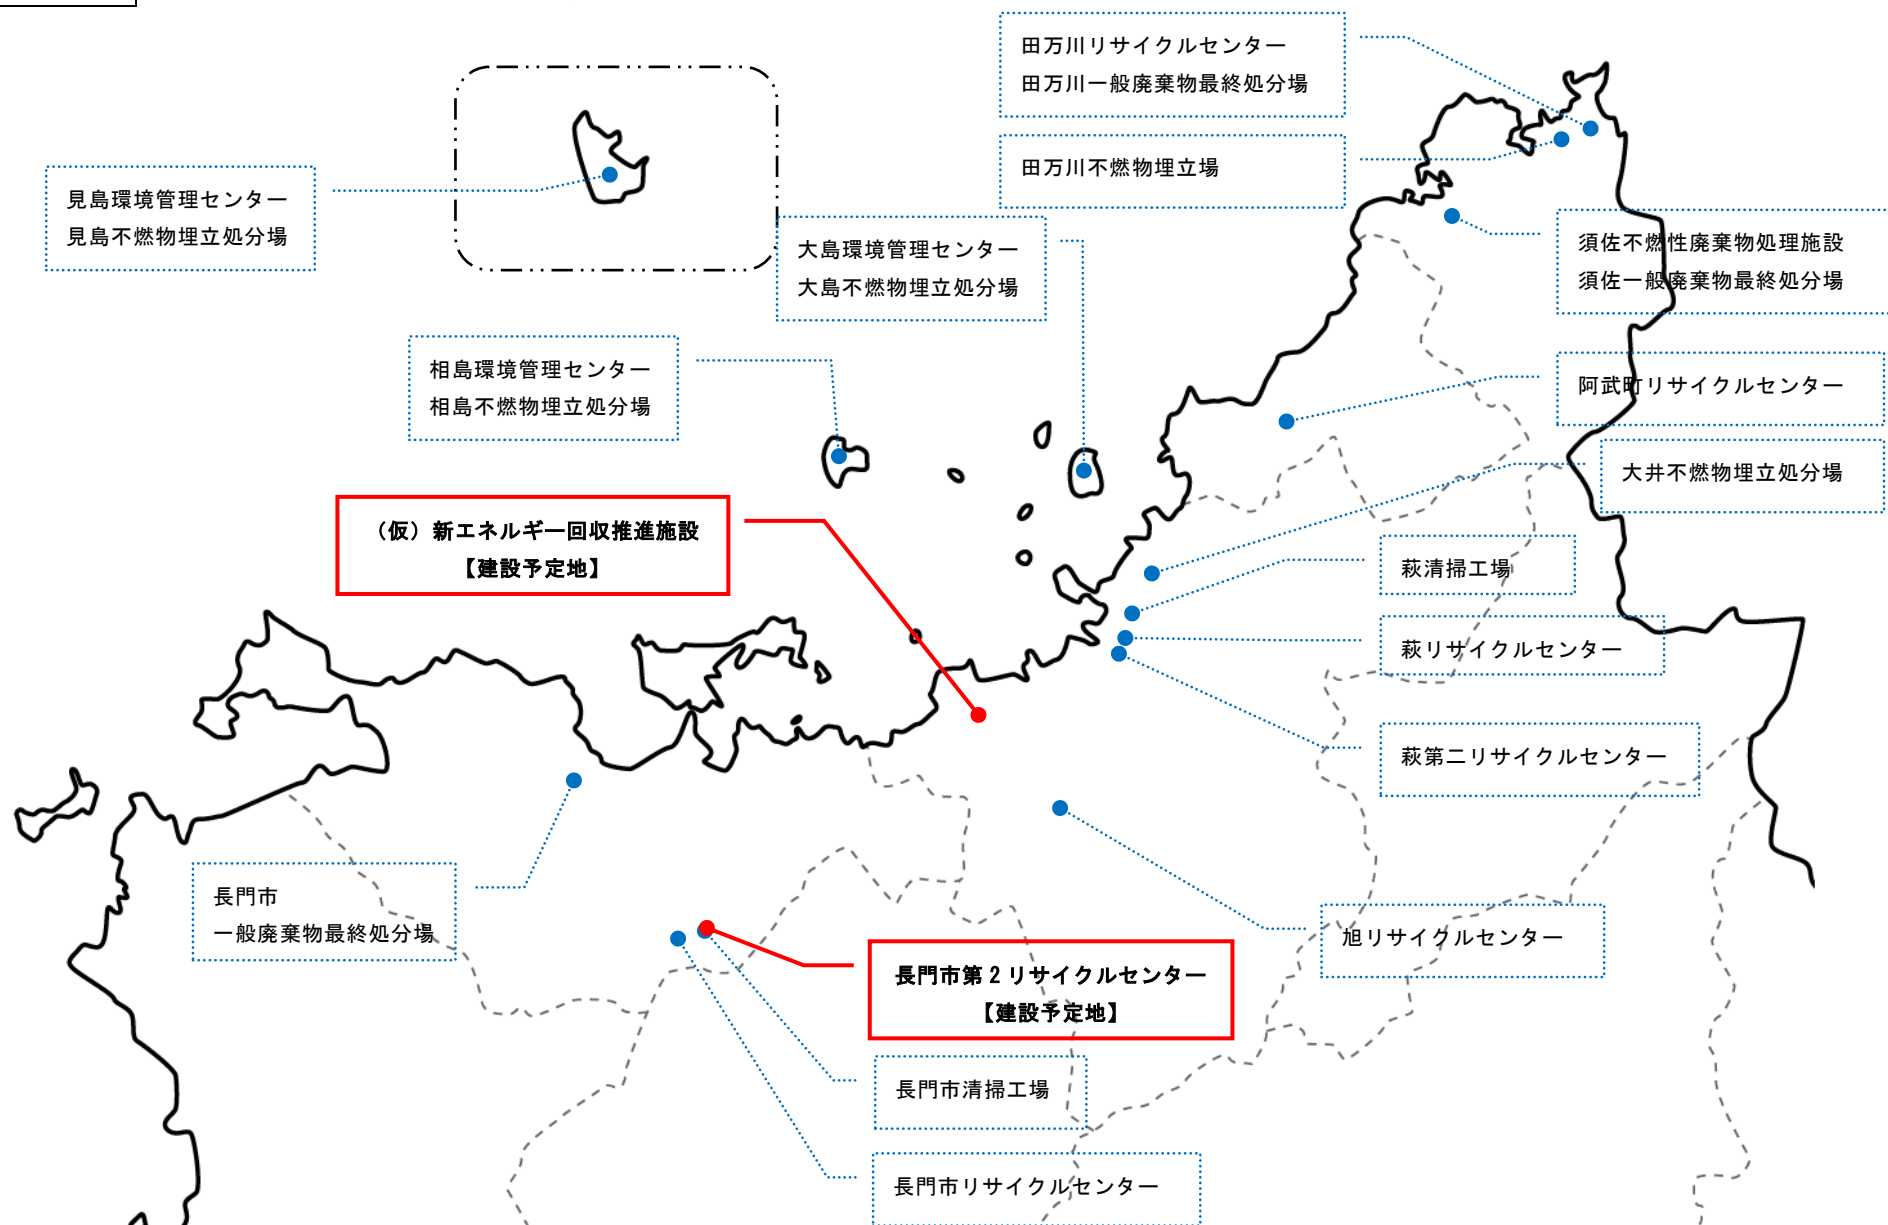 田万川リサイクルセンター
田万川一般廃棄物最終処分場
田万川不燃物埋立場
見島環境管理センター
見島不燃物埋立処分場
大島環境管理センター
大島不燃物埋立処分場
須佐不燃性廃棄物処理施設
須佐一般廃棄物最終処分場
相島環境管理センター
相島不燃物埋立処分場
阿武町リサイクルセンター
大井不燃物埋立処分場
（仮）新エネルギー回収推進施設
【建設予定地】
萩清掃工場
萩リサイクルセンター
萩第二リサイクルセンター
長門市
一般廃棄物最終処分場
旭リサイクルセンター
長門市第２リサイクルセンター
【建設予定地】
長門市清掃工場
長門市リサイクルセンター